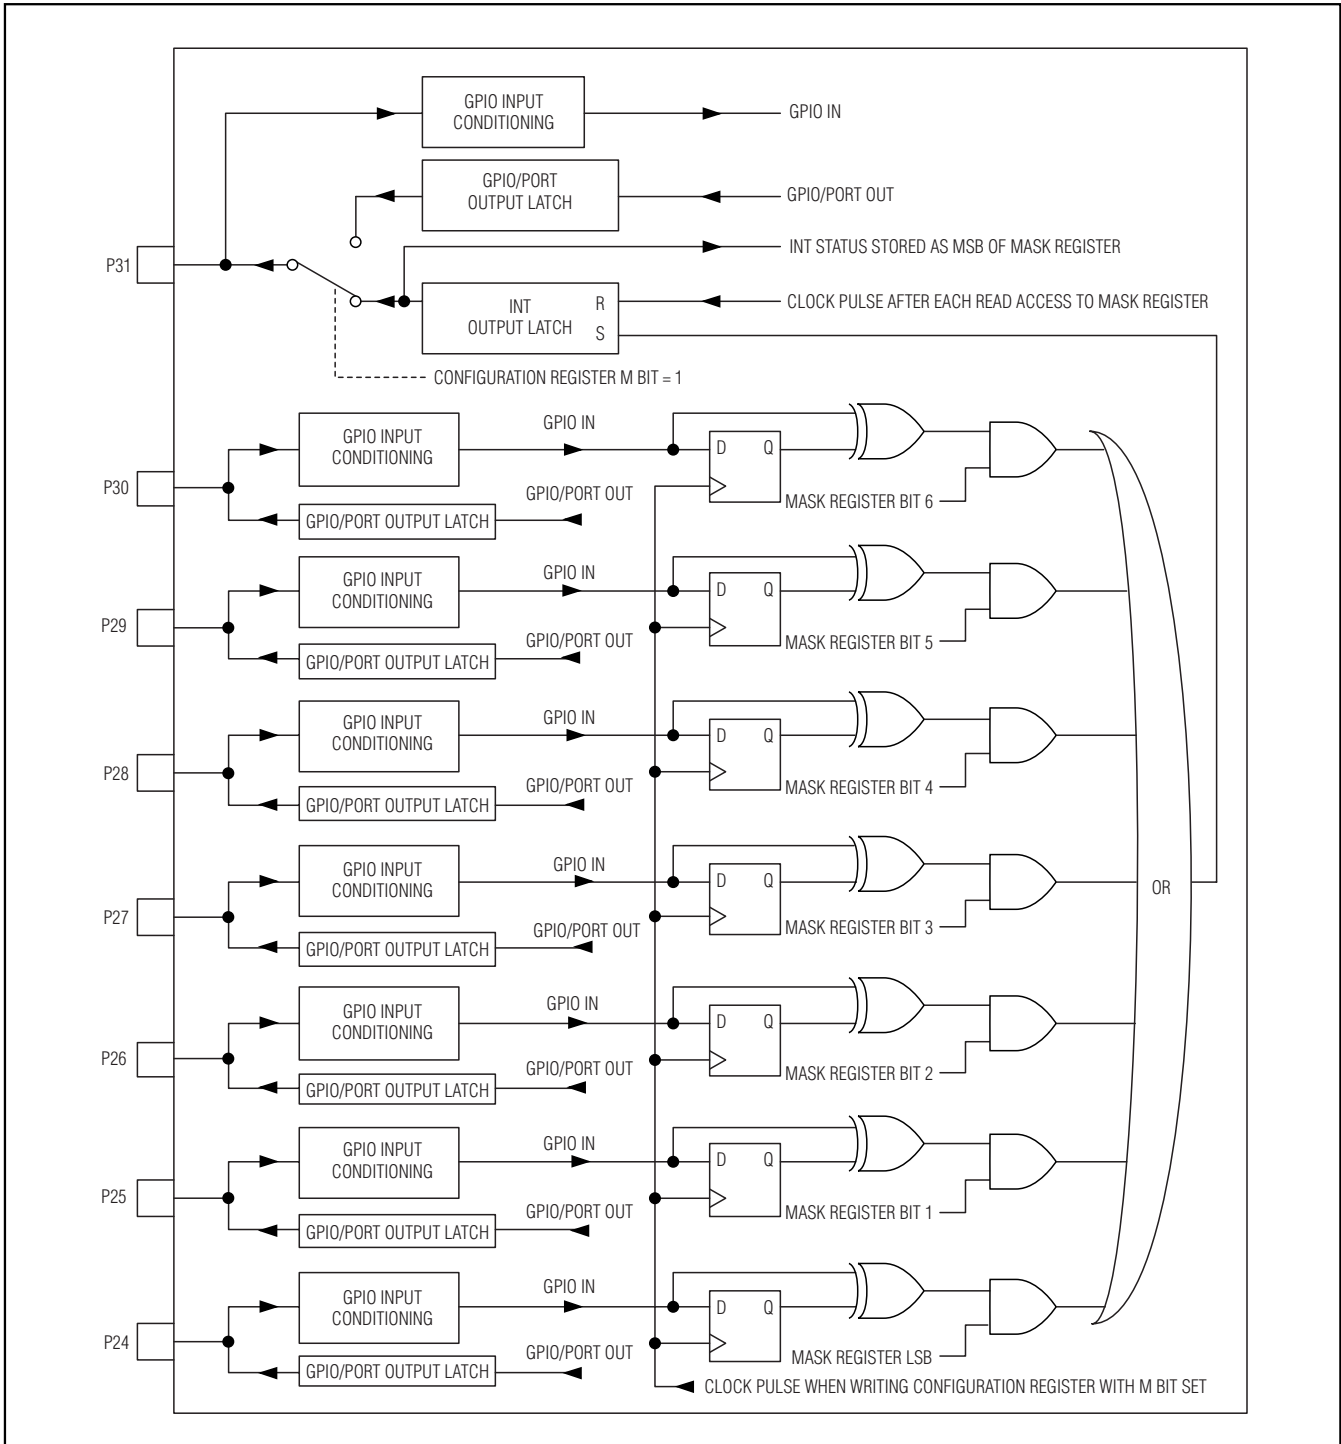 GPIO INPUT
CONDITIONING
GPIO IN
GPIO/PORT
OUTPUT LATCH
GPIO/PORT OUT
INT STATUS STORED AS MSB OF MASK REGISTER
P31
INT
OUTPUT LATCH
R
S
CLOCK PULSE AFTER EACH READ ACCESS TO MASK REGISTER
CONFIGURATION REGISTER M BIT = 1
P30
GPIO INPUT
CONDITIONING
GPIO IN
D Q
GPIO/PORT OUT
MASK REGISTER BIT 6
GPIO/PORT OUTPUT LATCH
P29
GPIO INPUT
CONDITIONING
GPIO IN
D Q
GPIO/PORT OUT
MASK REGISTER BIT 5
GPIO/PORT OUTPUT LATCH
P28
GPIO INPUT
CONDITIONING
GPIO IN
D Q
GPIO/PORT OUT
MASK REGISTER BIT 4
GPIO/PORT OUTPUT LATCH
P27
GPIO INPUT
CONDITIONING
GPIO IN
D Q
OR
GPIO/PORT OUT
MASK REGISTER BIT 3
GPIO/PORT OUTPUT LATCH
P26
GPIO INPUT
CONDITIONING
GPIO IN
D Q
GPIO/PORT OUT
MASK REGISTER BIT 2
GPIO/PORT OUTPUT LATCH
P25
GPIO INPUT
CONDITIONING
GPIO IN
D Q
GPIO/PORT OUT
MASK REGISTER BIT 1
GPIO/PORT OUTPUT LATCH
P24
GPIO INPUT
CONDITIONING
GPIO IN
D Q
GPIO/PORT OUT
MASK REGISTER LSB
GPIO/PORT OUTPUT LATCH
CLOCK PULSE WHEN WRITING CONFIGURATION REGISTER WITH M BIT SET